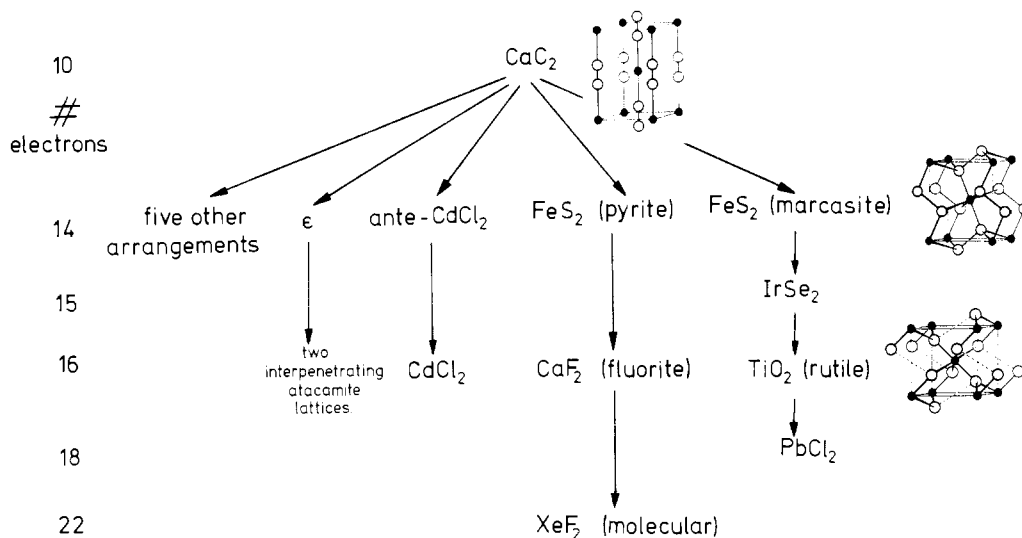 10
CaC₂
#
electrons
14
five other
arrangements
ϵ
ante-CdCl₂
FeS₂ (pyrite)
FeS₂ (marcasite)
15
IrSe₂
16
two
interpenetrating
atacamite
lattices.
CdCl₂
CaF₂ (fluorite)
TiO₂ (rutile)
18
PbCl₂
22
XeF₂ (molecular)